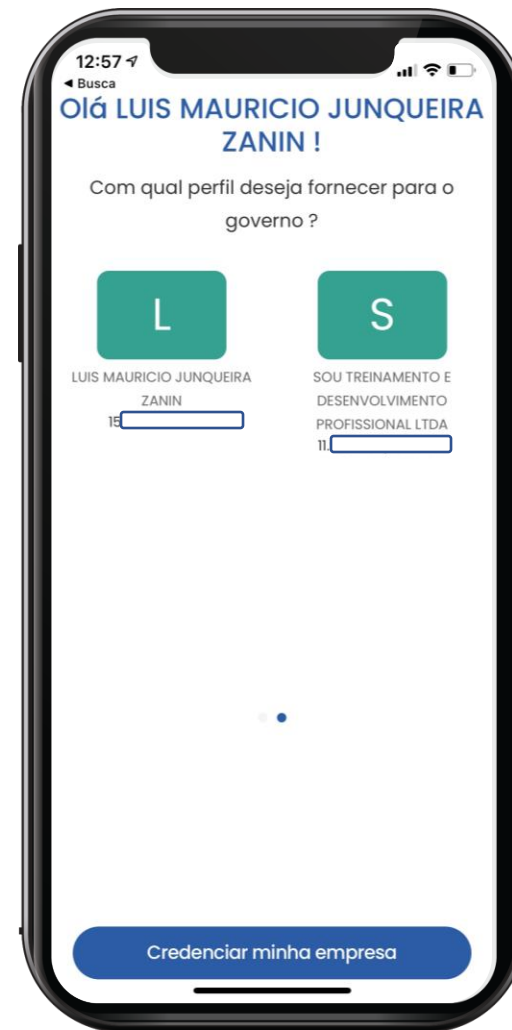 12:57
◀ Busca
Olá LUIS MAURICIO JUNQUEIRA
ZANIN !
Com qual perfil deseja fornecer para o
governo ?
L
LUIS MAURICIO JUNQUEIRA
ZANIN
15
S
SOU TREINAMENTO E
DESENVOLVIMENTO
PROFISSIONAL LTDA
11.
Credenciar minha empresa